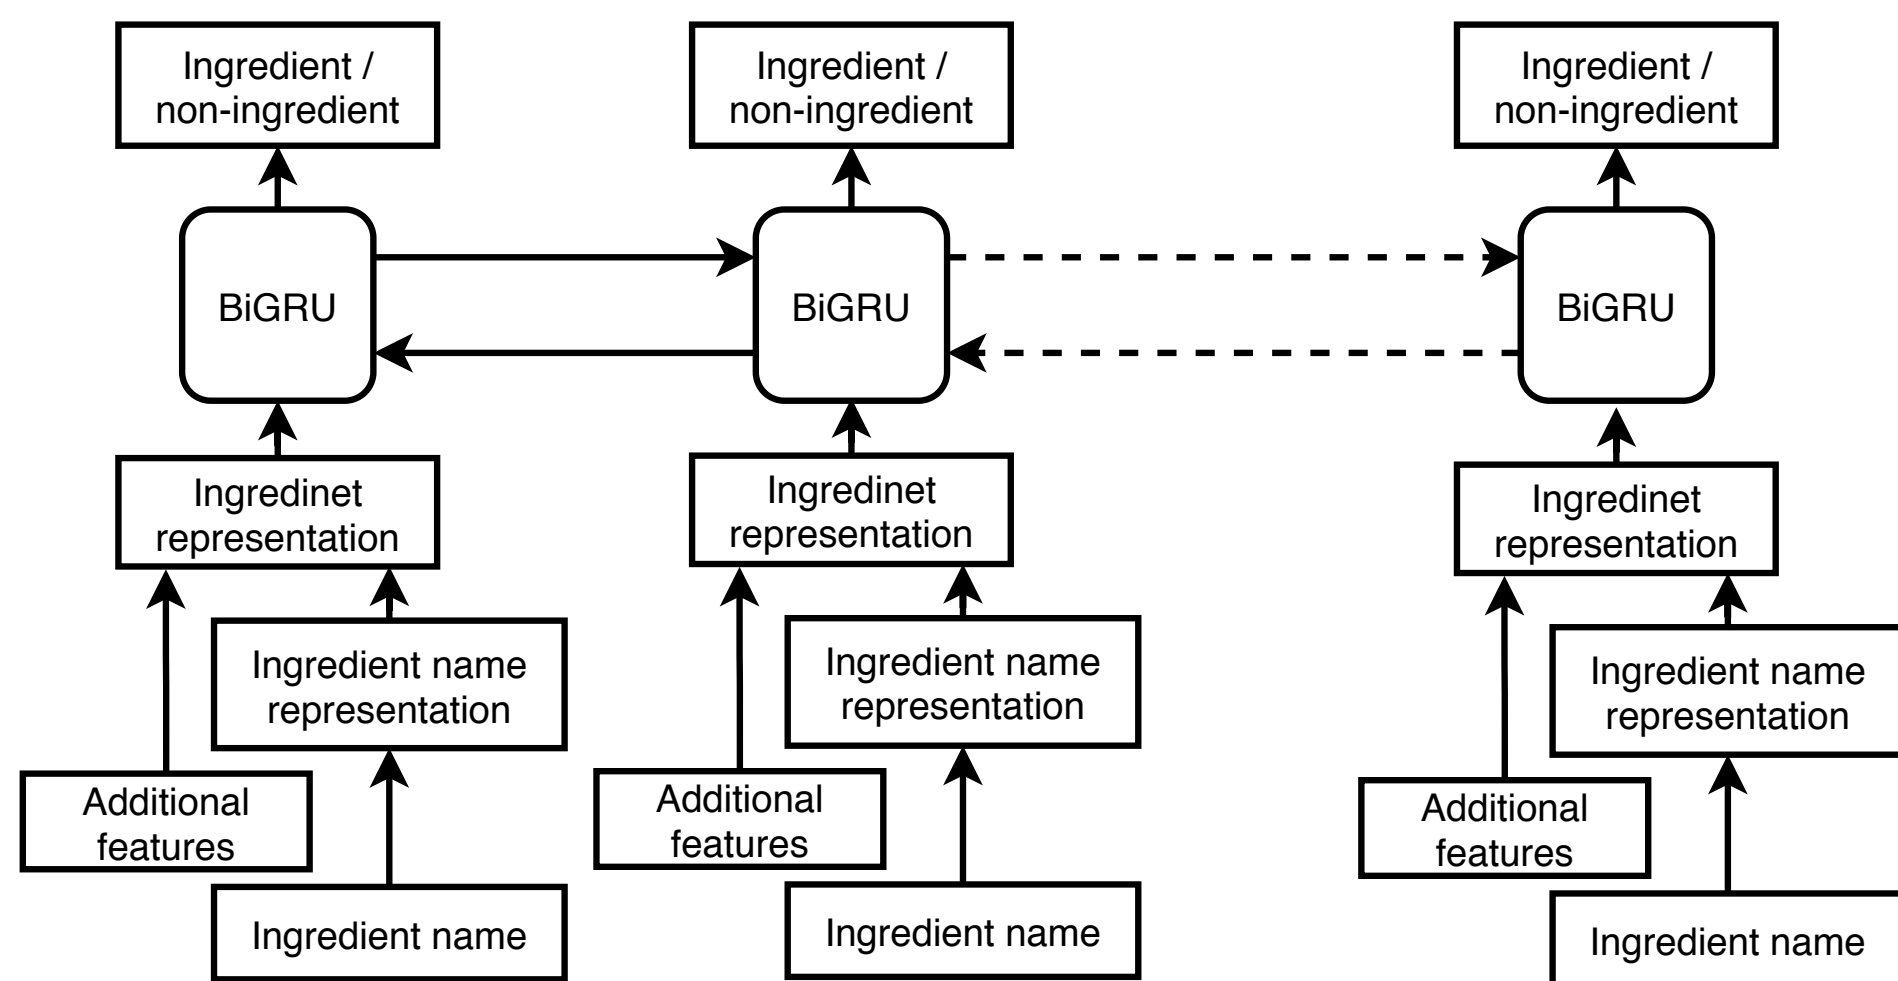 Ingredient /
non-ingredient
Ingredient /
non-ingredient
Ingredient /
non-ingredient
BiGRU
BiGRU
BiGRU
Ingredinet
representation
Ingredinet
representation
Ingredinet
representation
Ingredient name
representation
Ingredient name
representation
Ingredient name
representation
Additional
features
Additional
features
Additional
features
Ingredient name
Ingredient name
Ingredient name